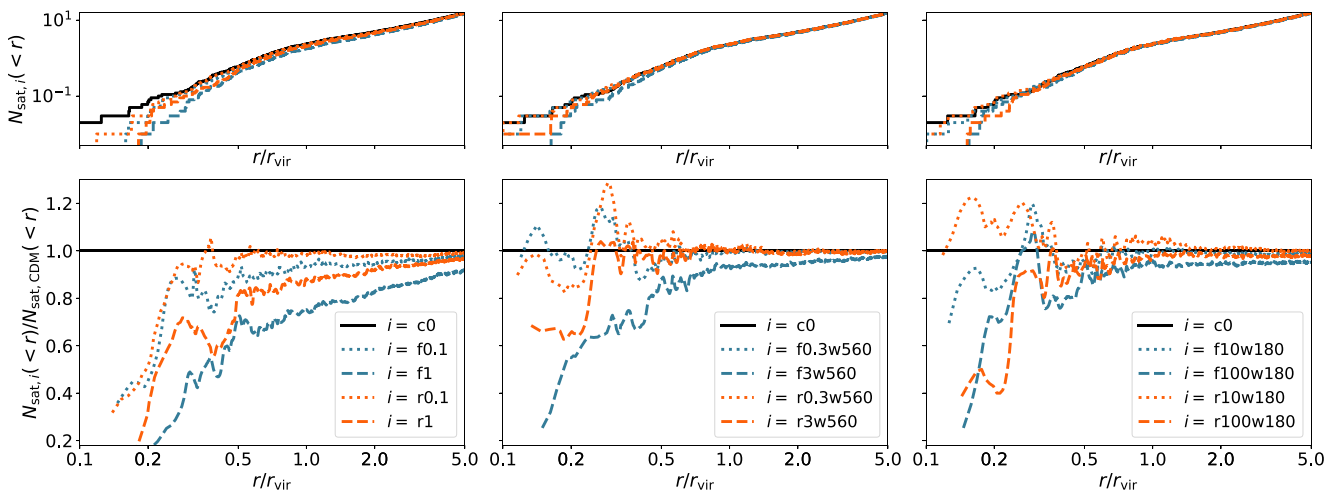 10¹
10⁻¹
N_sat,i(<r)
r/r_vir
r/r_vir
r/r_vir
1.2
1.0
0.8
0.6
0.4
0.2
N_sat,i(<r)/N_sat,CDM(<r)
i = c0
i = f0.1
i = f1
i = r0.1
i = r1
i = c0
i = f0.3w560
i = f3w560
i = r0.3w560
i = r3w560
i = c0
i = f10w180
i = f100w180
i = r10w180
i = r100w180
0.1 0.2 0.5 1.0 2.0 5.0
0.1 0.2 0.5 1.0 2.0 5.0
0.1 0.2 0.5 1.0 2.0 5.0
r/r_vir
r/r_vir
r/r_vir